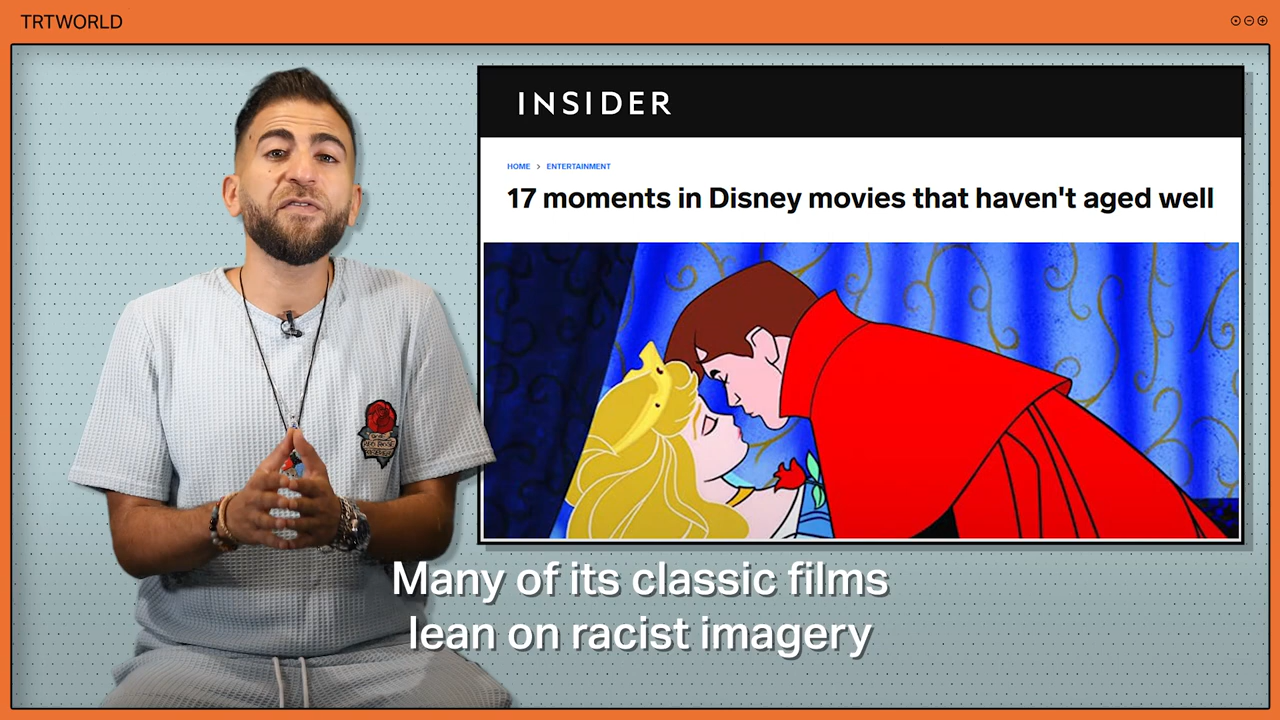 TRTWORLD
INSIDER
HOME > ENTERTAINMENT
17 moments in Disney movies that haven't aged well
Many of its classic films
lean on racist imagery